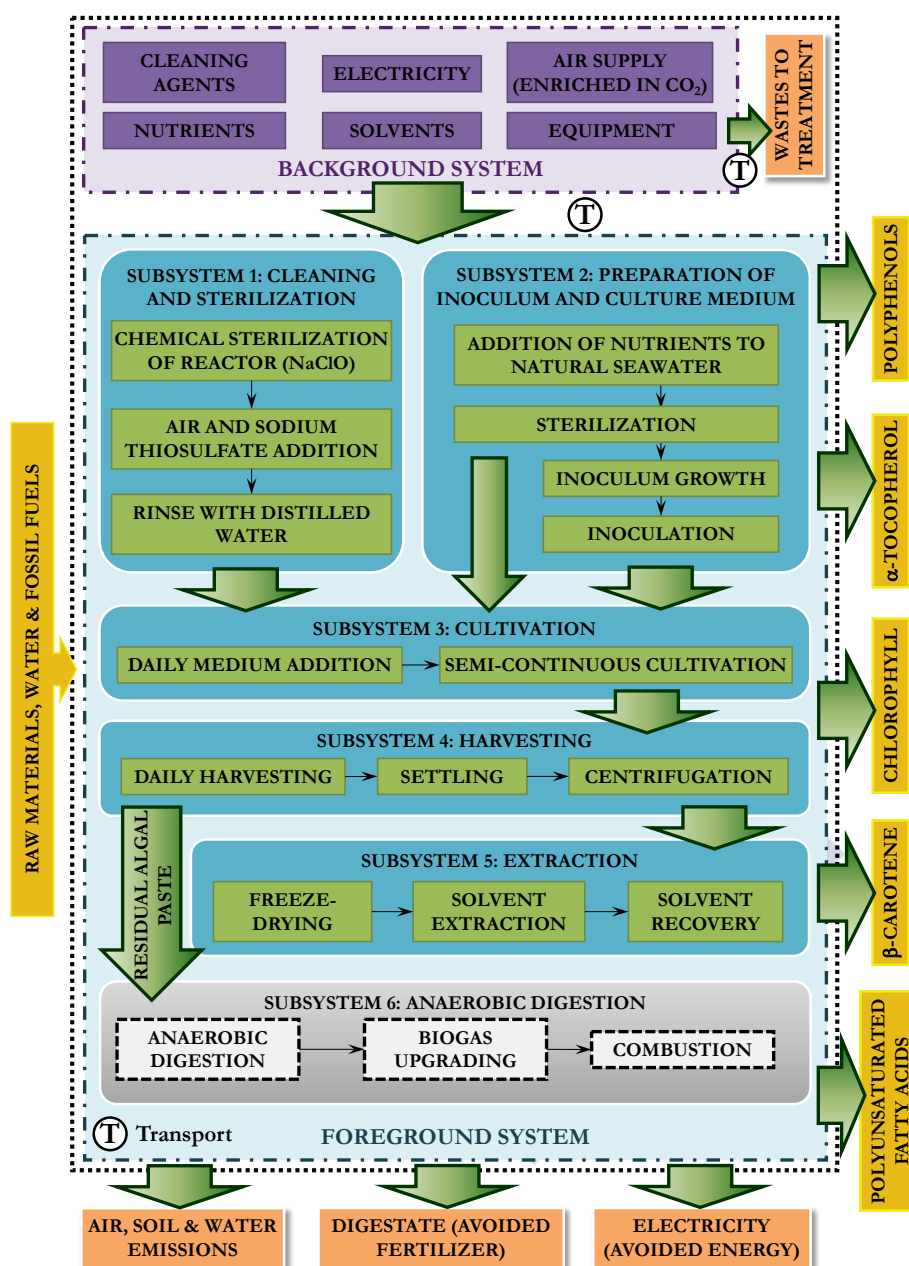 CLEANING
AGENTS
ELECTRICITY
AIR SUPPLY
(ENRICHED IN CO₂)
NUTRIENTS
SOLVENTS
EQUIPMENT
BACKGROUND SYSTEM
WASTES TO
TREATMENT
T
T
SUBSYSTEM 1: CLEANING
AND STERILIZATION
CHEMICAL STERILIZATION
OF REACTOR (NaClO)
AIR AND SODIUM
THIOSULFATE ADDITION
RINSE WITH DISTILLED
WATER
SUBSYSTEM 2: PREPARATION OF
INOCULUM AND CULTURE MEDIUM
ADDITION OF NUTRIENTS TO
NATURAL SEAWATER
STERILIZATION
INOCULUM GROWTH
INOCULATION
SUBSYSTEM 3: CULTIVATION
DAILY MEDIUM ADDITION
SEMI-CONTINUOUS CULTIVATION
SUBSYSTEM 4: HARVESTING
DAILY HARVESTING
SETTLING
CENTRIFUGATION
RESIDUAL ALGAL
PASTE
SUBSYSTEM 5: EXTRACTION
FREEZE-
DRYING
SOLVENT
EXTRACTION
SOLVENT
RECOVERY
SUBSYSTEM 6: ANAEROBIC DIGESTION
ANAEROBIC
DIGESTION
BIOGAS
UPGRADING
COMBUSTION
T Transport
FOREGROUND SYSTEM
RAW MATERIALS, WATER & FOSSIL FUELS
POLYPHENOLS
α-TOCOPHEROL
CHLOROPHYLL
β-CAROTENE
POLYUNSATURATED
FATTY ACIDS
AIR, SOIL & WATER
EMISSIONS
DIGESTATE (AVOIDED
FERTILIZER)
ELECTRICITY
(AVOIDED ENERGY)